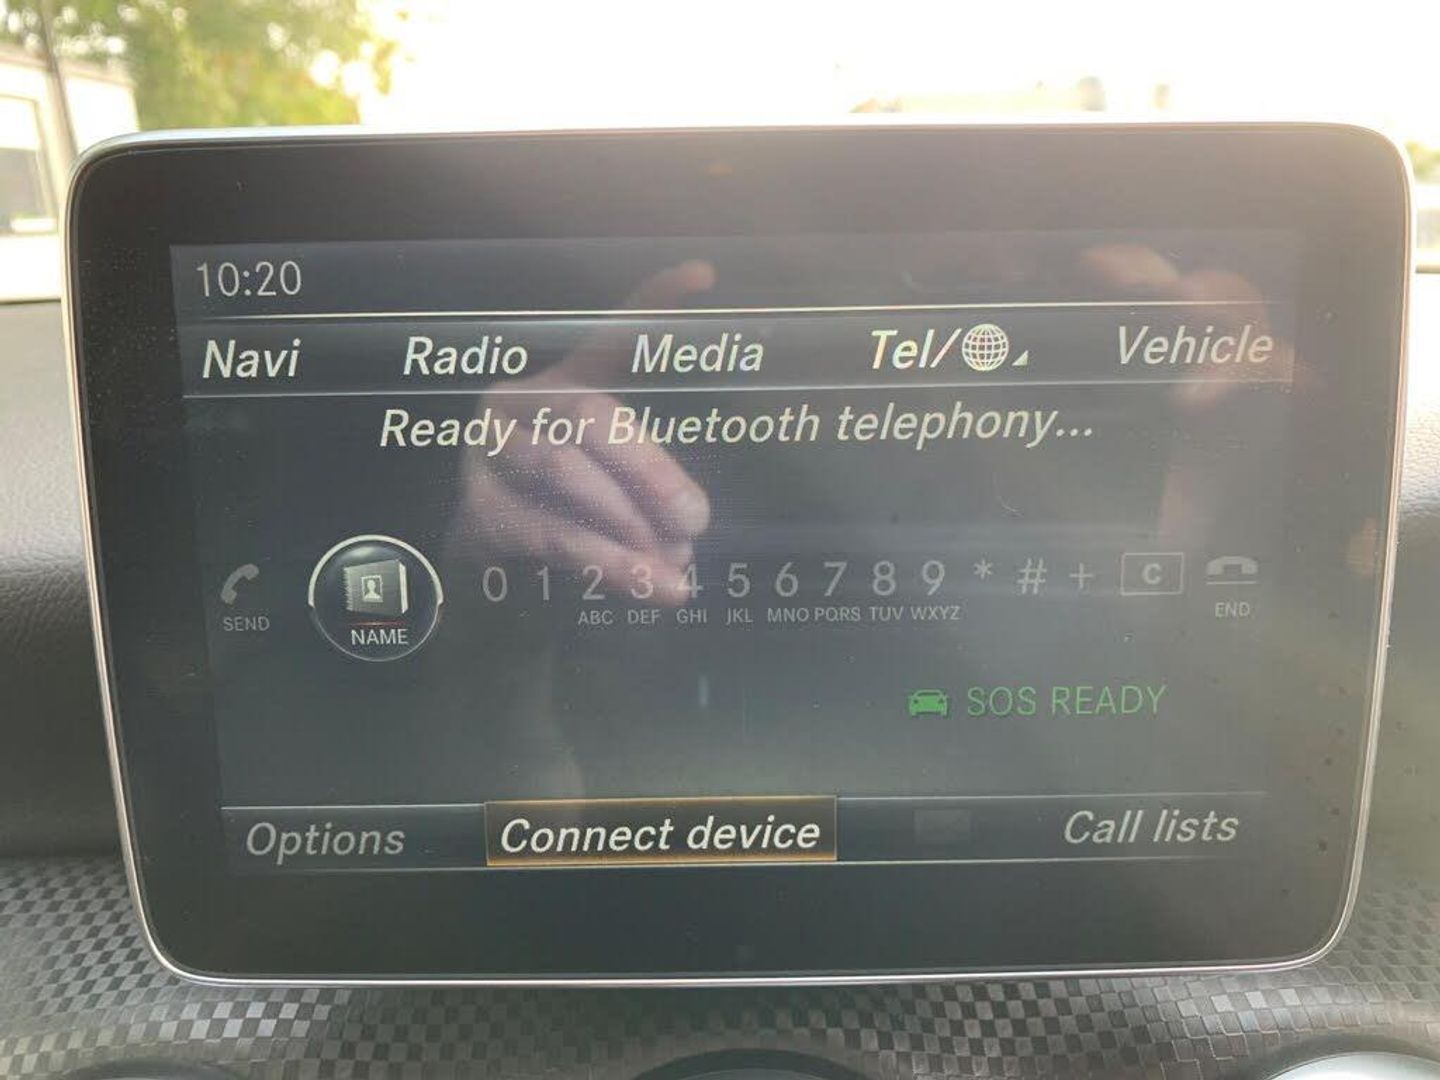 10:20
Navi Radio Media Tel/ Vehicle
Ready for Bluetooth telephony...
0 1 2 3 4 5 6 7 8 9 * # + C
SEND NAME ABC DEF GHI JKL MNO PQRS TUV WXYZ END
SOS READY
Options Connect device Call lists